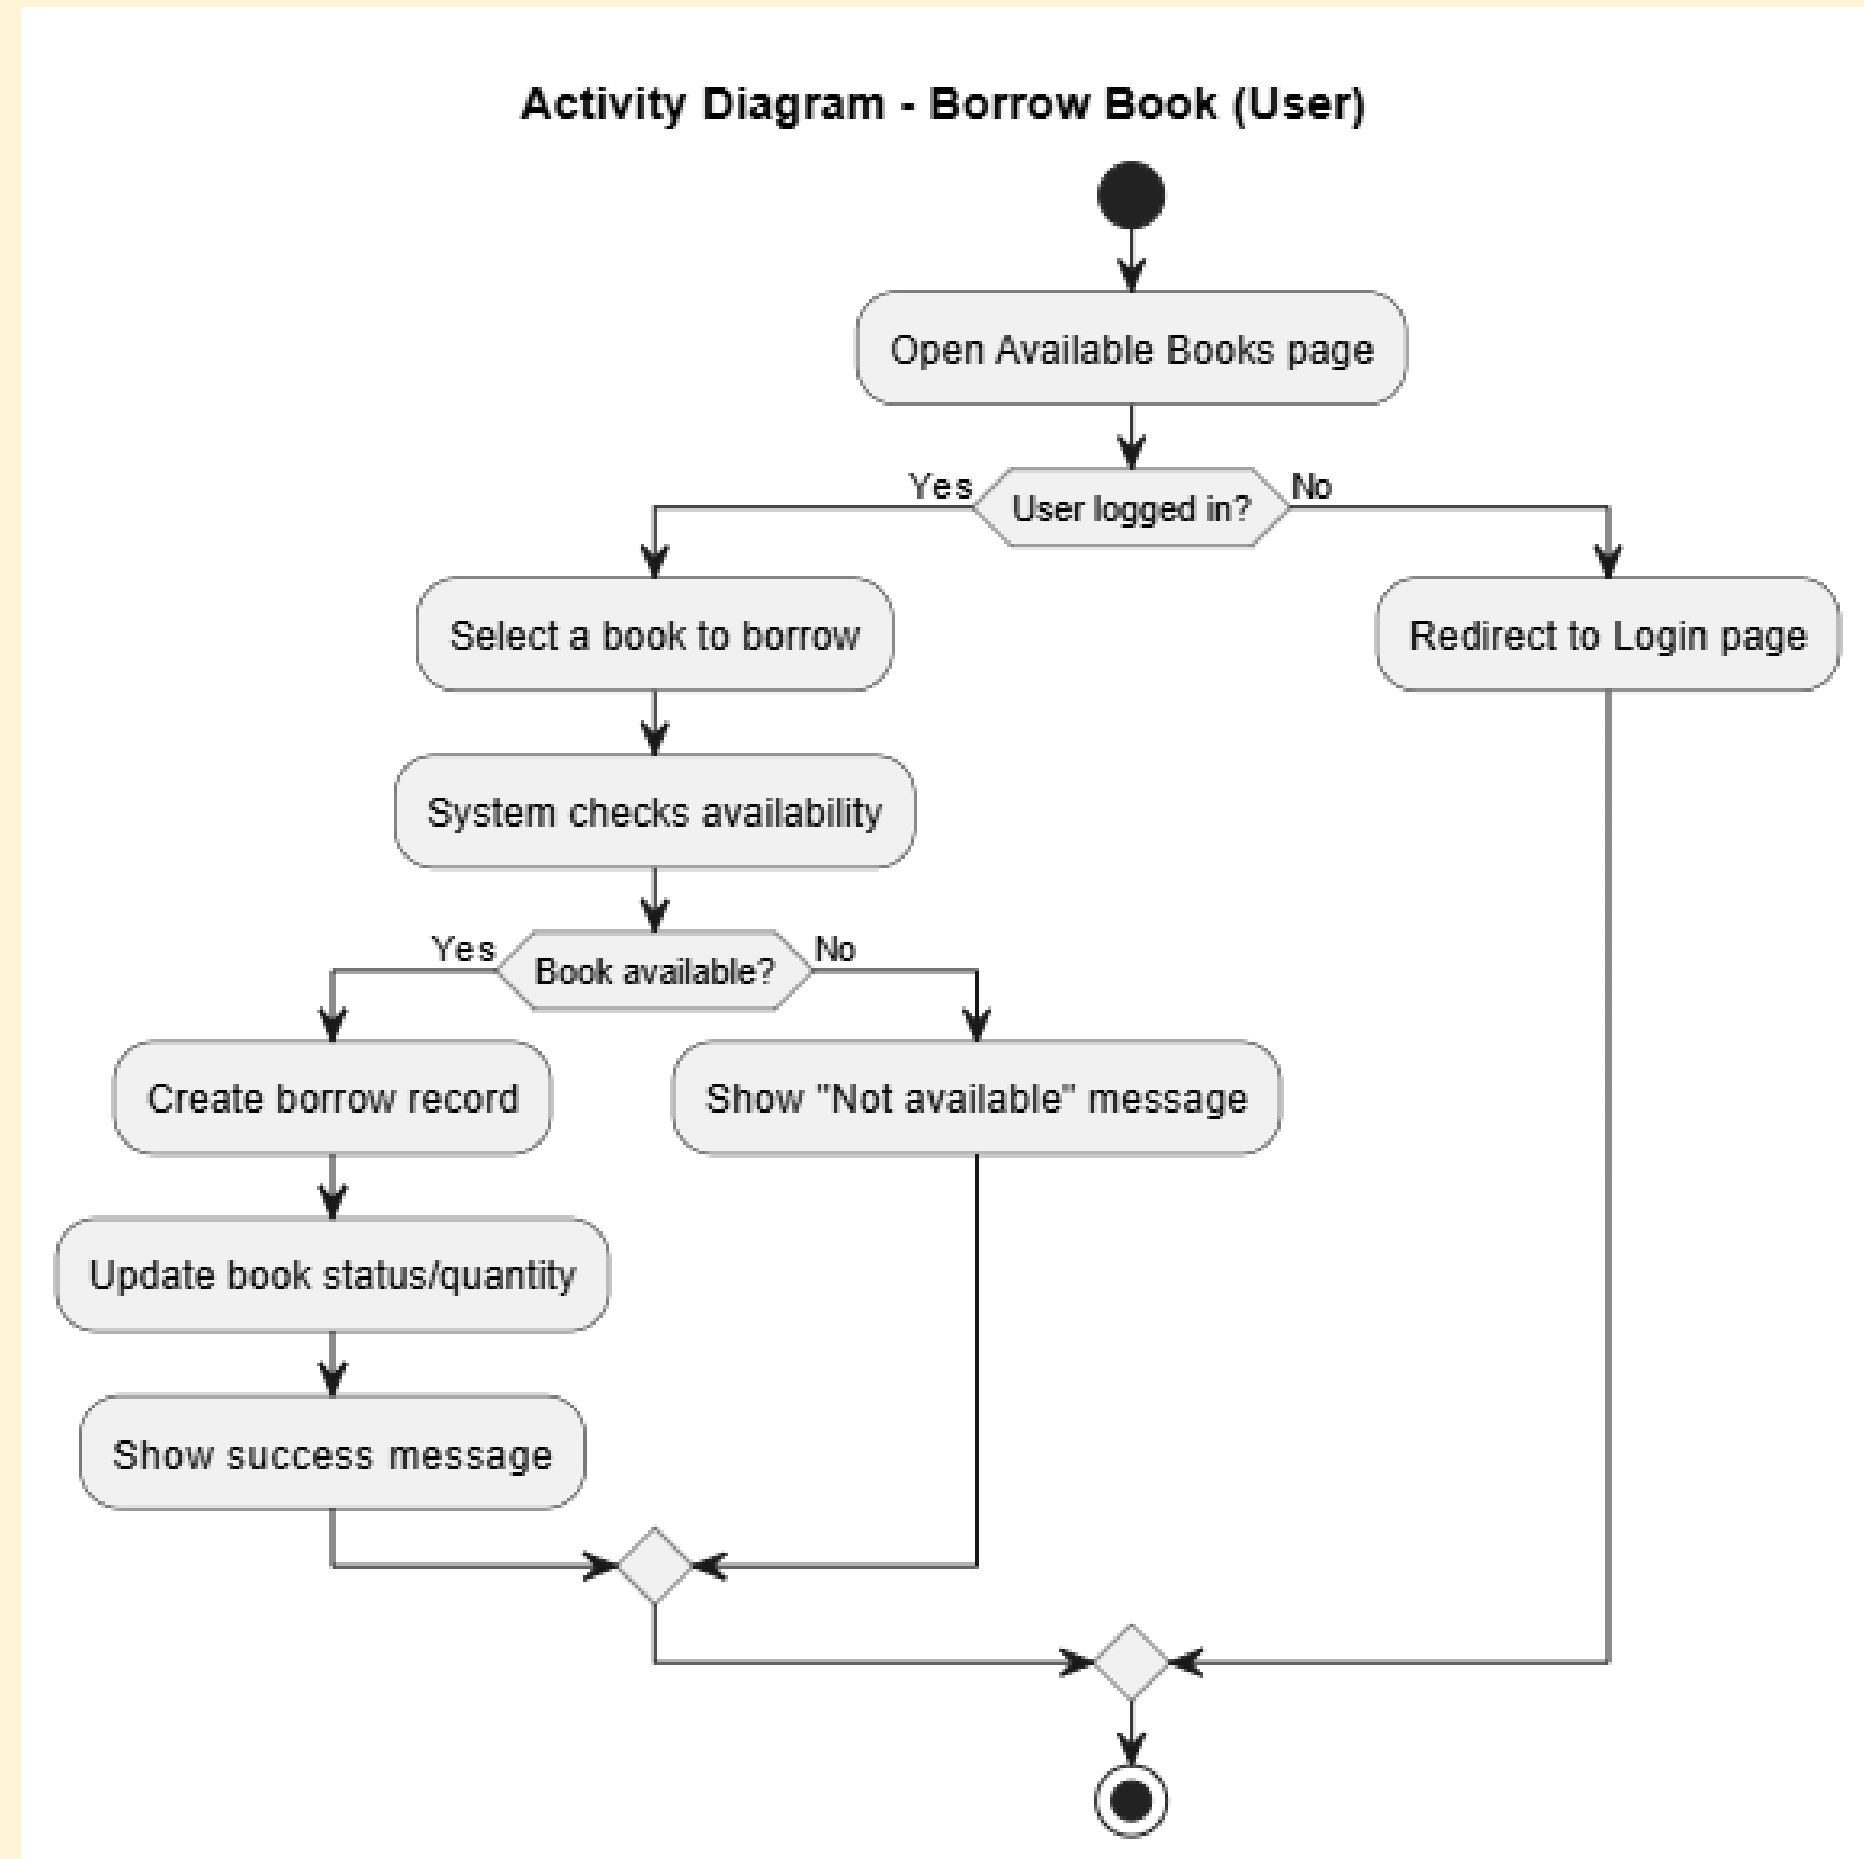 Activity Diagram - Borrow Book (User)
Open Available Books page
Yes
User logged in?
No
Select a book to borrow
Redirect to Login page
System checks availability
Yes
Book available?
No
Create borrow record
Show "Not available" message
Update book status/quantity
Show success message